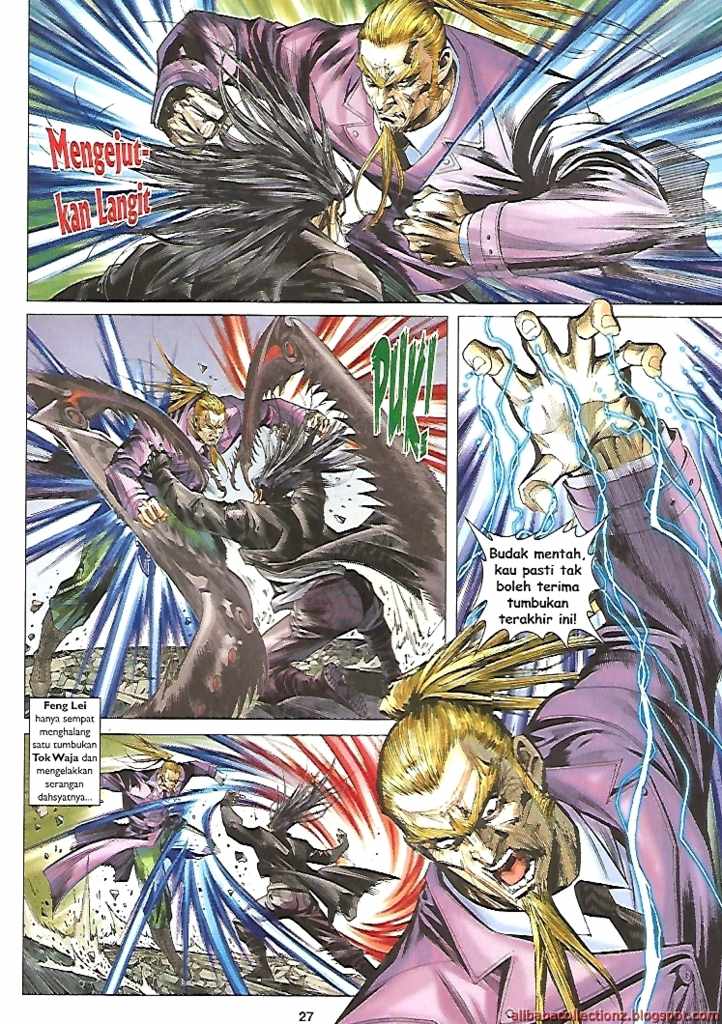 Mengejut-
kan Langit
PUK!
Budak mentah,
kau pasti tak
boleh terima
tumbukan
terakhir ini!
Feng Lei
hanya sempat
menghalang
satu tumbukan
Tok Waja dan
mengelakkan
serangan
dahsyatnya...
27
alibabacollectionz.blogspot.com